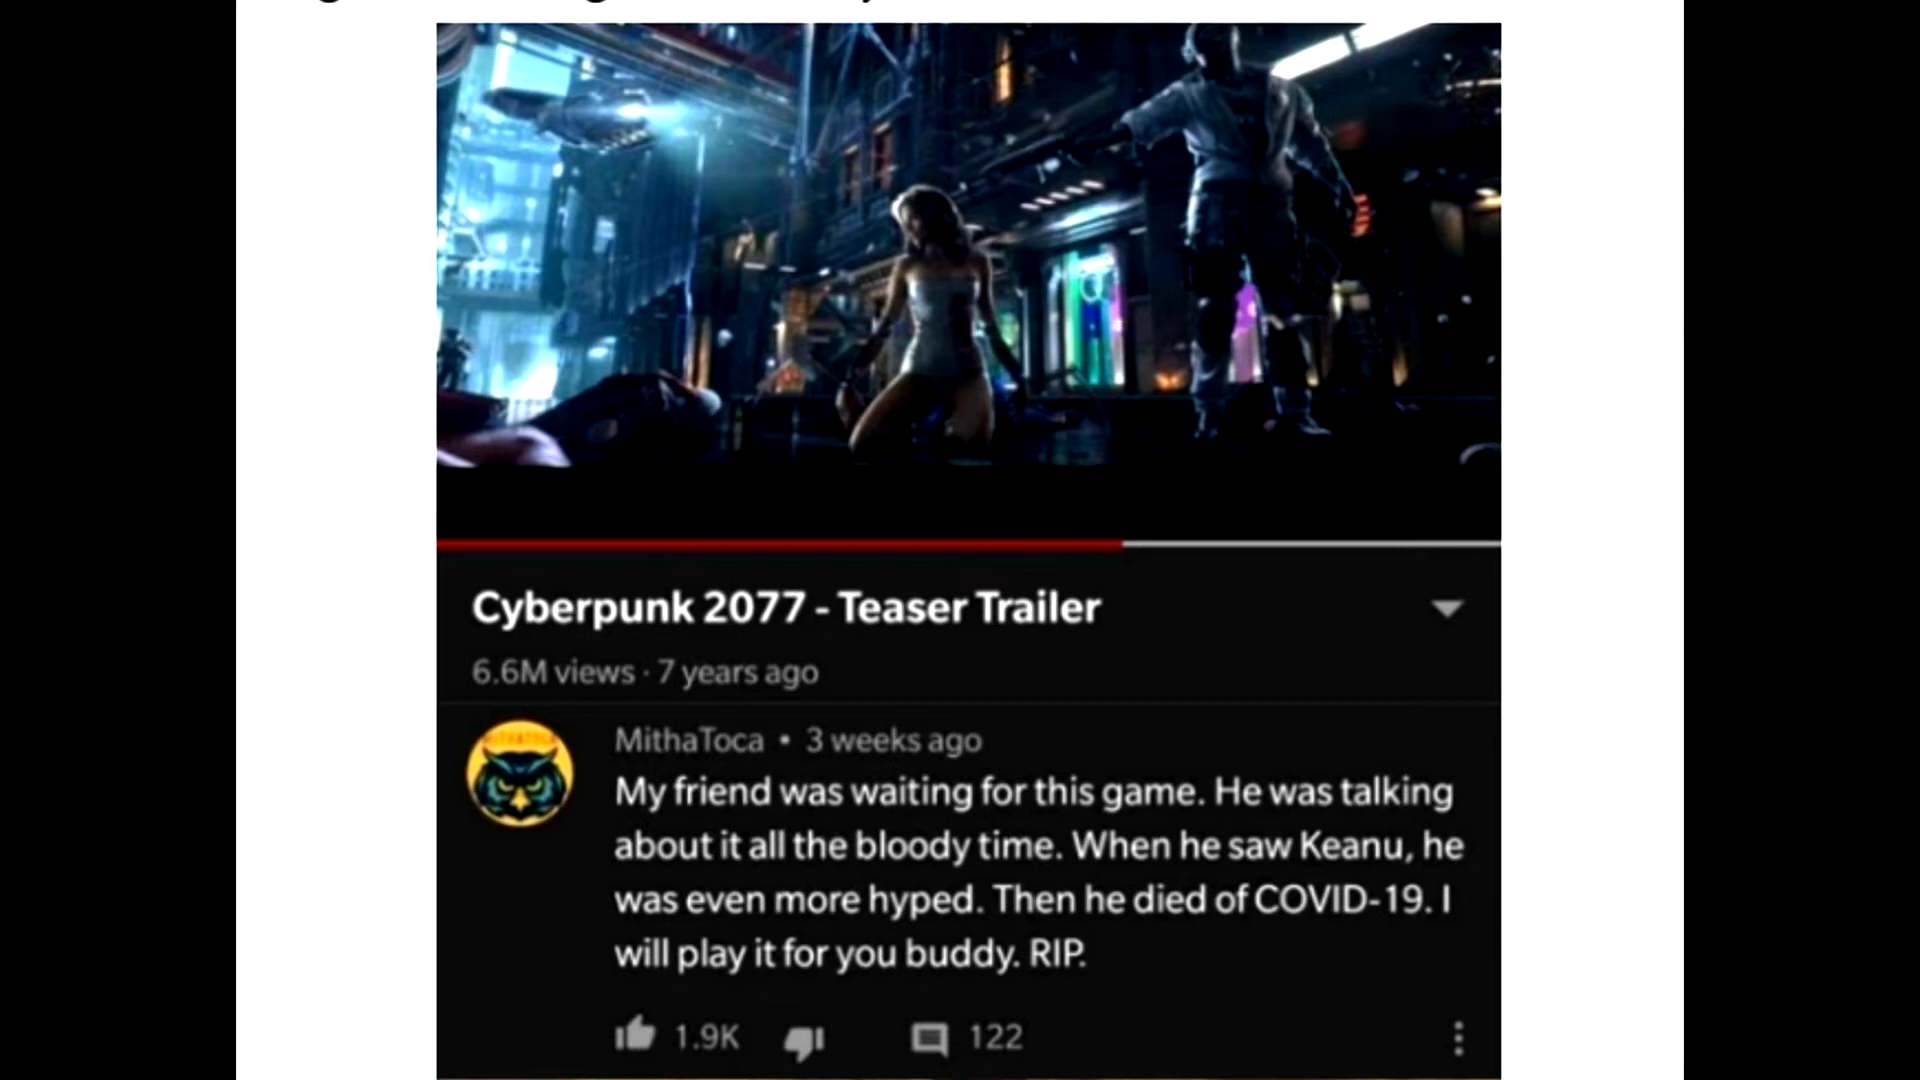 Cyberpunk 2077 - Teaser Trailer
6.6M views · 7 years ago
MithaToca • 3 weeks ago
My friend was waiting for this game. He was talking
about it all the bloody time. When he saw Keanu, he
was even more hyped. Then he died of COVID-19. I
will play it for you buddy. RIP.
1.9K 122